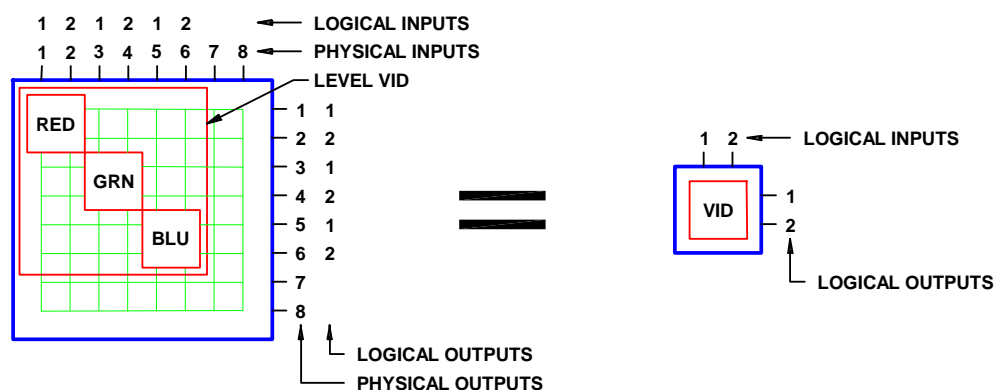 1 2 1 2 1 2 LOGICAL INPUTS
1 2 3 4 5 6 7 8 PHYSICAL INPUTS
LEVEL VID
RED
GRN
BLU
1 1
2 2
3 1
4 2
5 1
6 2
7
8
LOGICAL OUTPUTS
PHYSICAL OUTPUTS
1 2 LOGICAL INPUTS
VID
1
2
LOGICAL OUTPUTS